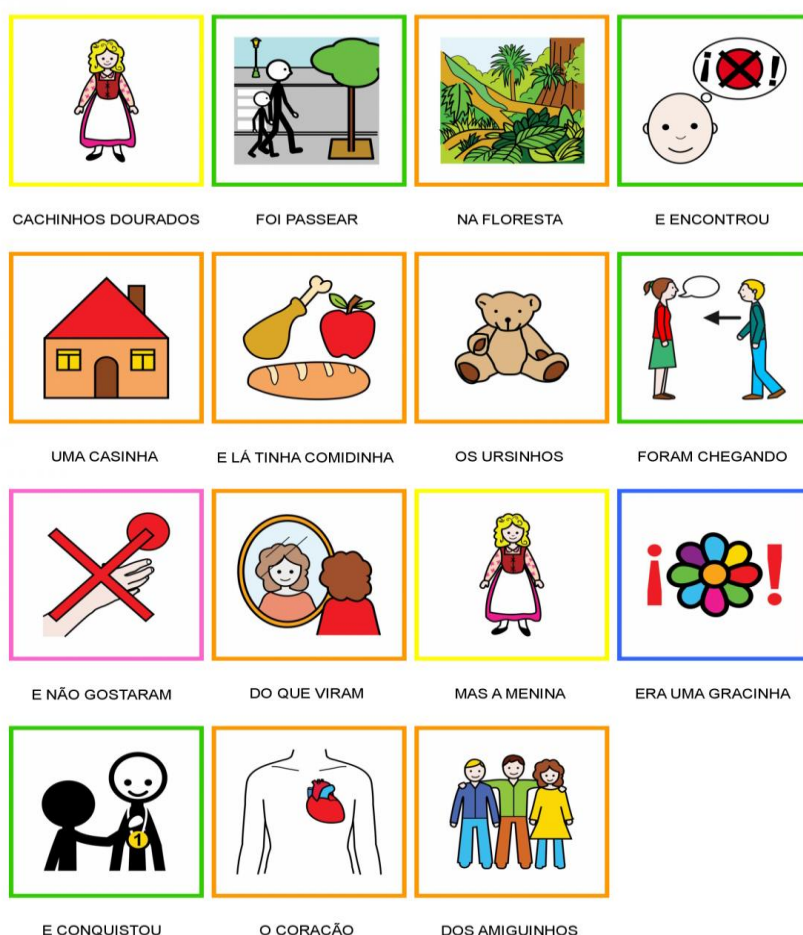 CACHINHOS DOURADOS
FOI PASSEAR
NA FLORESTA
E ENCONTROU
UMA CASINHA
E LÁ TINHA COMIDINHA
OS URSINHOS
FORAM CHEGANDO
E NÃO GOSTARAM
DO QUE VIRAM
MAS A MENINA
ERA UMA GRACINHA
1
E CONQUISTOU
O CORAÇÃO
DOS AMIGUINHOS